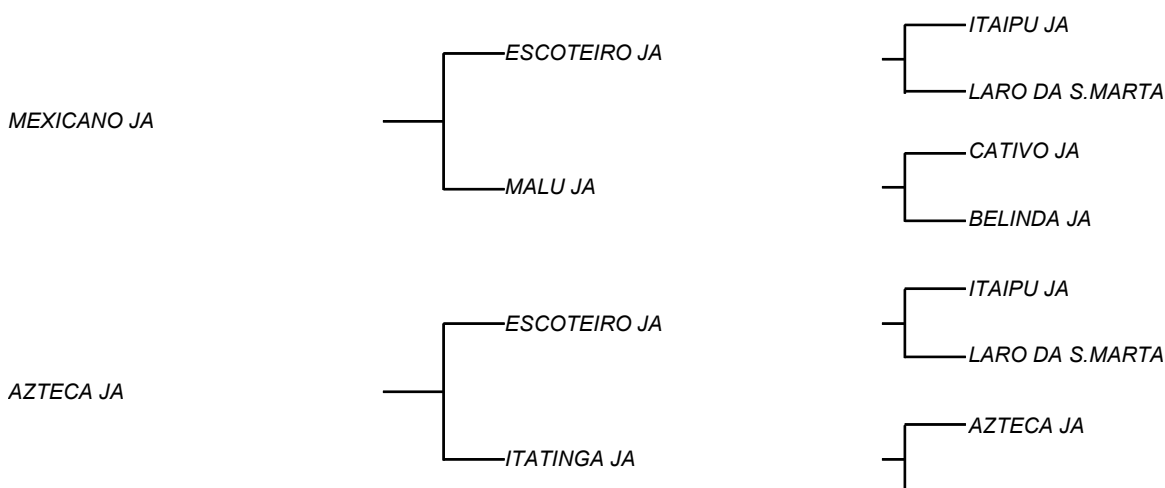 ITAIPU JA
ESCOTEIRO JA
LARO DA S.MARTA
MEXICANO JA
CATIVO JA
MALU JA
BELINDA JA
ITAIPU JA
ESCOTEIRO JA
LARO DA S.MARTA
AZTECA JA
AZTECA JA
ITATINGA JA